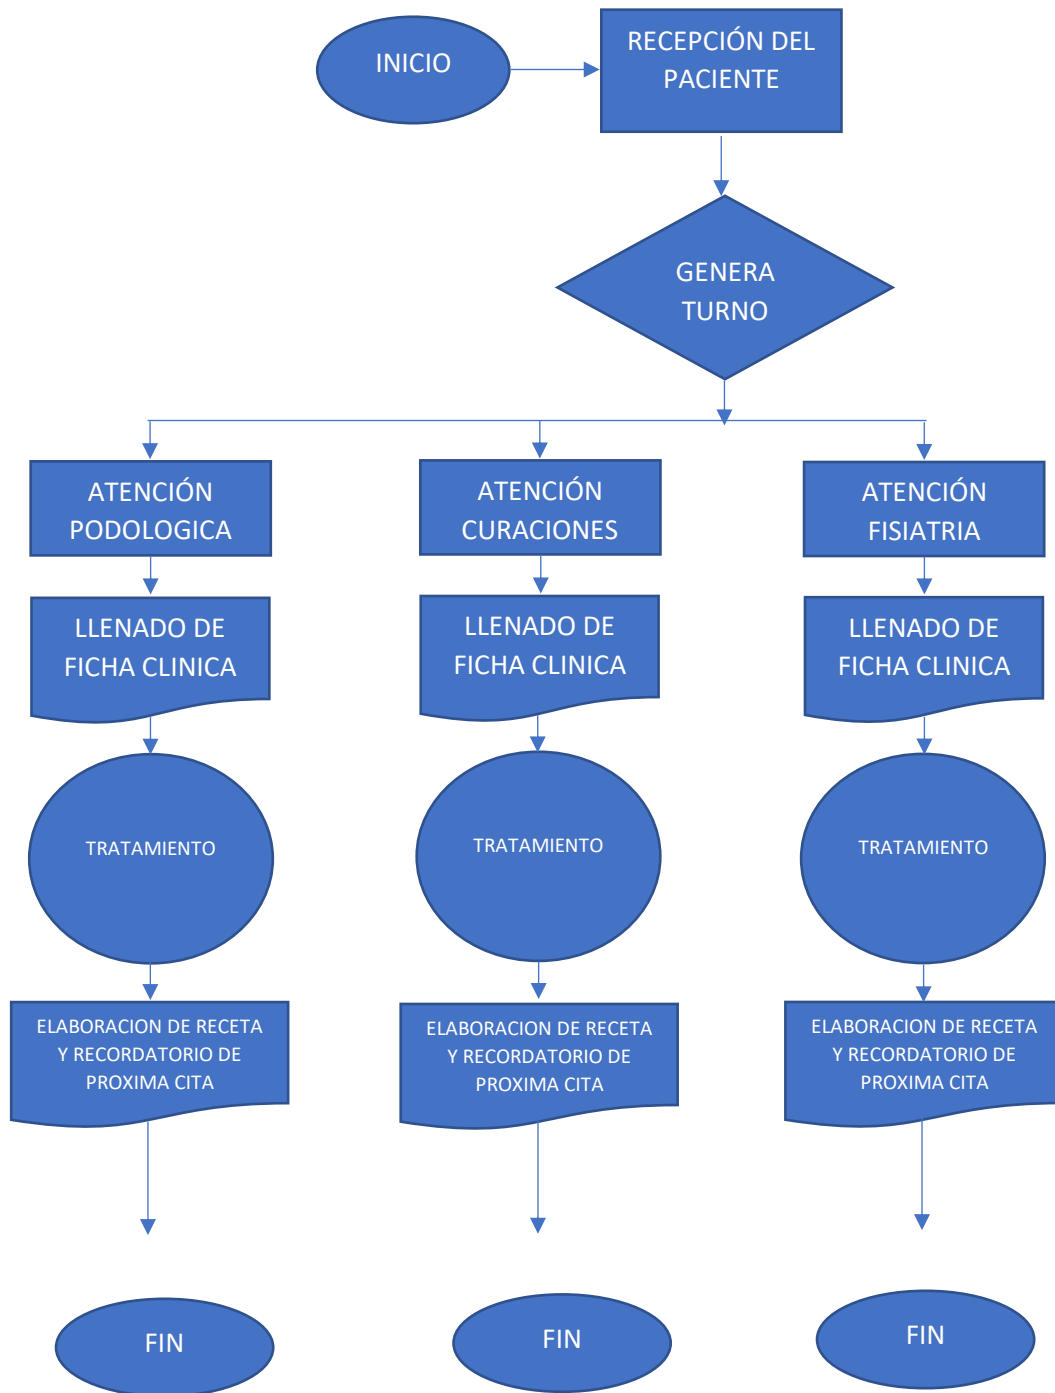 INICIO
RECEPCIÓN DEL
PACIENTE
GENERA
TURNO
ATENCIÓN
PODOLOGICA
ATENCIÓN
CURACIONES
ATENCIÓN
FISIATRIA
LLENADO DE
FICHA CLINICA
LLENADO DE
FICHA CLINICA
LLENADO DE
FICHA CLINICA
TRATAMIENTO
TRATAMIENTO
TRATAMIENTO
ELABORACION DE RECETA
Y RECORDATORIO DE
PROXIMA CITA
ELABORACION DE RECETA
Y RECORDATORIO DE
PROXIMA CITA
ELABORACION DE RECETA
Y RECORDATORIO DE
PROXIMA CITA
FIN
FIN
FIN